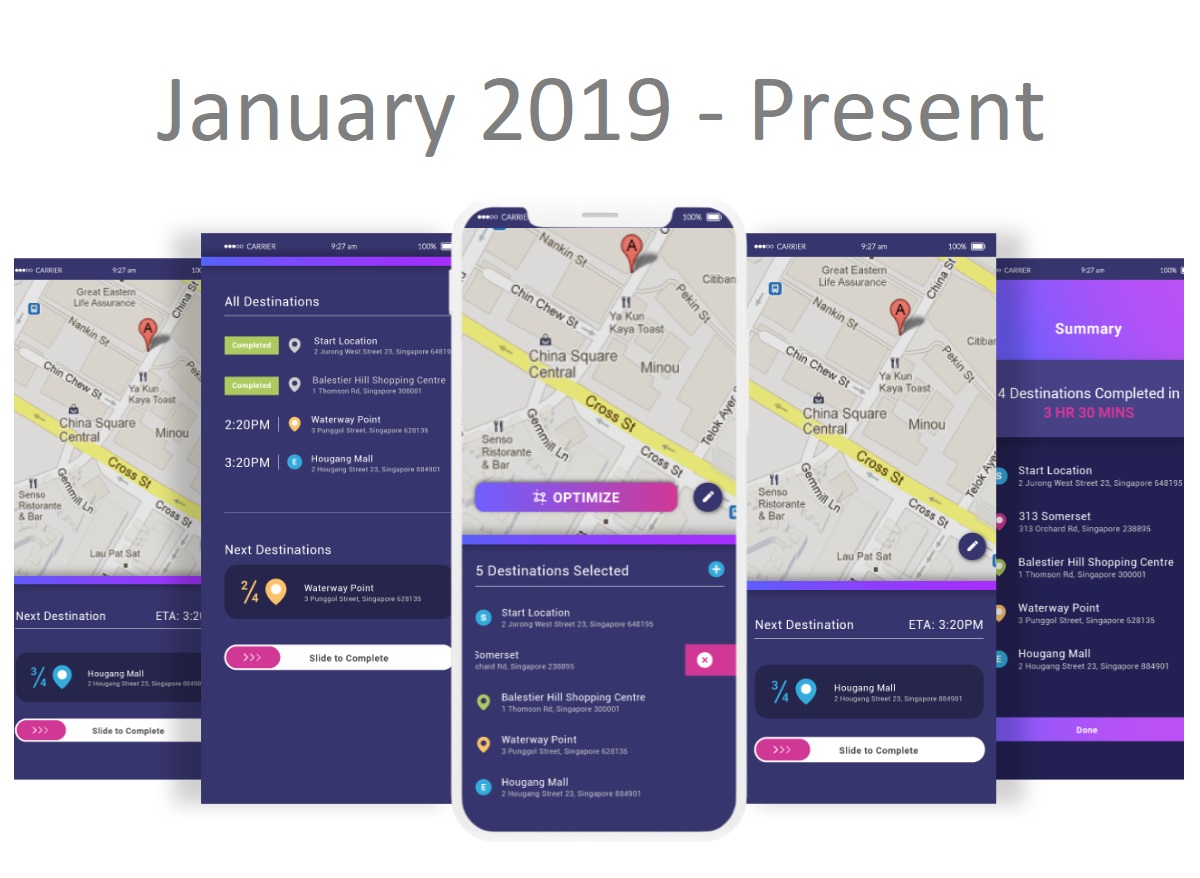 January 2019 - Present
CARRIER 9:27 am
Great Eastern
Life Assurance
China St
Nankin St
A
Chin Chew St
Ya Kun
Kaya Toast
China Square
Central
Minou
Gemmill Ln
Cross St
Senso
Ristorante
& Bar
Cross St
Lau Pat Sat
Next Destination ETA: 3:20
3/4
Hougang Mall
2 Hougang Street 23, Singapore 88490
>>> Slide to Complete
CARRIER 9:27 am 100%
All Destinations
Completed Start Location
2 Jurong West Street 23, Singapore 648195
Completed Balestier Hill Shopping Centre
1 Thomson Rd, Singapore 300001
2:20PM Waterway Point
3 Punggol Street, Singapore 628135
3:20PM E Hougang Mall
2 Hougang Street 23, Singapore 884901
Next Destinations
2/4
Waterway Point
3 Punggol Street, Singapore 628135
>>> Slide to Complete
CARRIE 100%
Nankin St
A
Citiban
Pekin St
Chin Chew St
Ya Kun
Kaya Toast
China Square
Central
Minou
Cross St
Telok Ayer
Gemmill Ln
Senso
Ristorante
& Bar
Cross St
OPTIMIZE
5 Destinations Selected
S Start Location
2 Jurong West Street 23, Singapore 648195
Somerset
chard Rd, Singapore 238895
Balestier Hill Shopping Centre
1 Thomson Rd, Singapore 300001
Waterway Point
3 Punggol Street, Singapore 628135
E Hougang Mall
2 Hougang Street 23, Singapore 884901
CARRIER 9:27 am 100%
Great Eastern
Life Assurance
China St
Nankin St
A
Citiban
Pekin St
Chin Chew St
Ya Kun
Kaya Toast
China Square
Central
Minou
Cross St
Telok Aye
Gemmill Ln
Senso
Ristorante
& Bar
Cross St
Lau Pat Sat
Next Destination ETA: 3:20PM
3/4
Hougang Mall
2 Hougang Street 23, Singapore 884901
>>> Slide to Complete
CARRIER 9:27 am 100%
Summary
4 Destinations Completed in
3 HR 30 MINS
S Start Location
2 Jurong West Street 23, Singapore 648195
313 Somerset
313 Orchard Rd, Singapore 238895
Balestier Hill Shopping Centre
1 Thomson Rd, Singapore 300001
Waterway Point
3 Punggol Street, Singapore 628135
E Hougang Mall
2 Hougang Street 23, Singapore 884901
Done